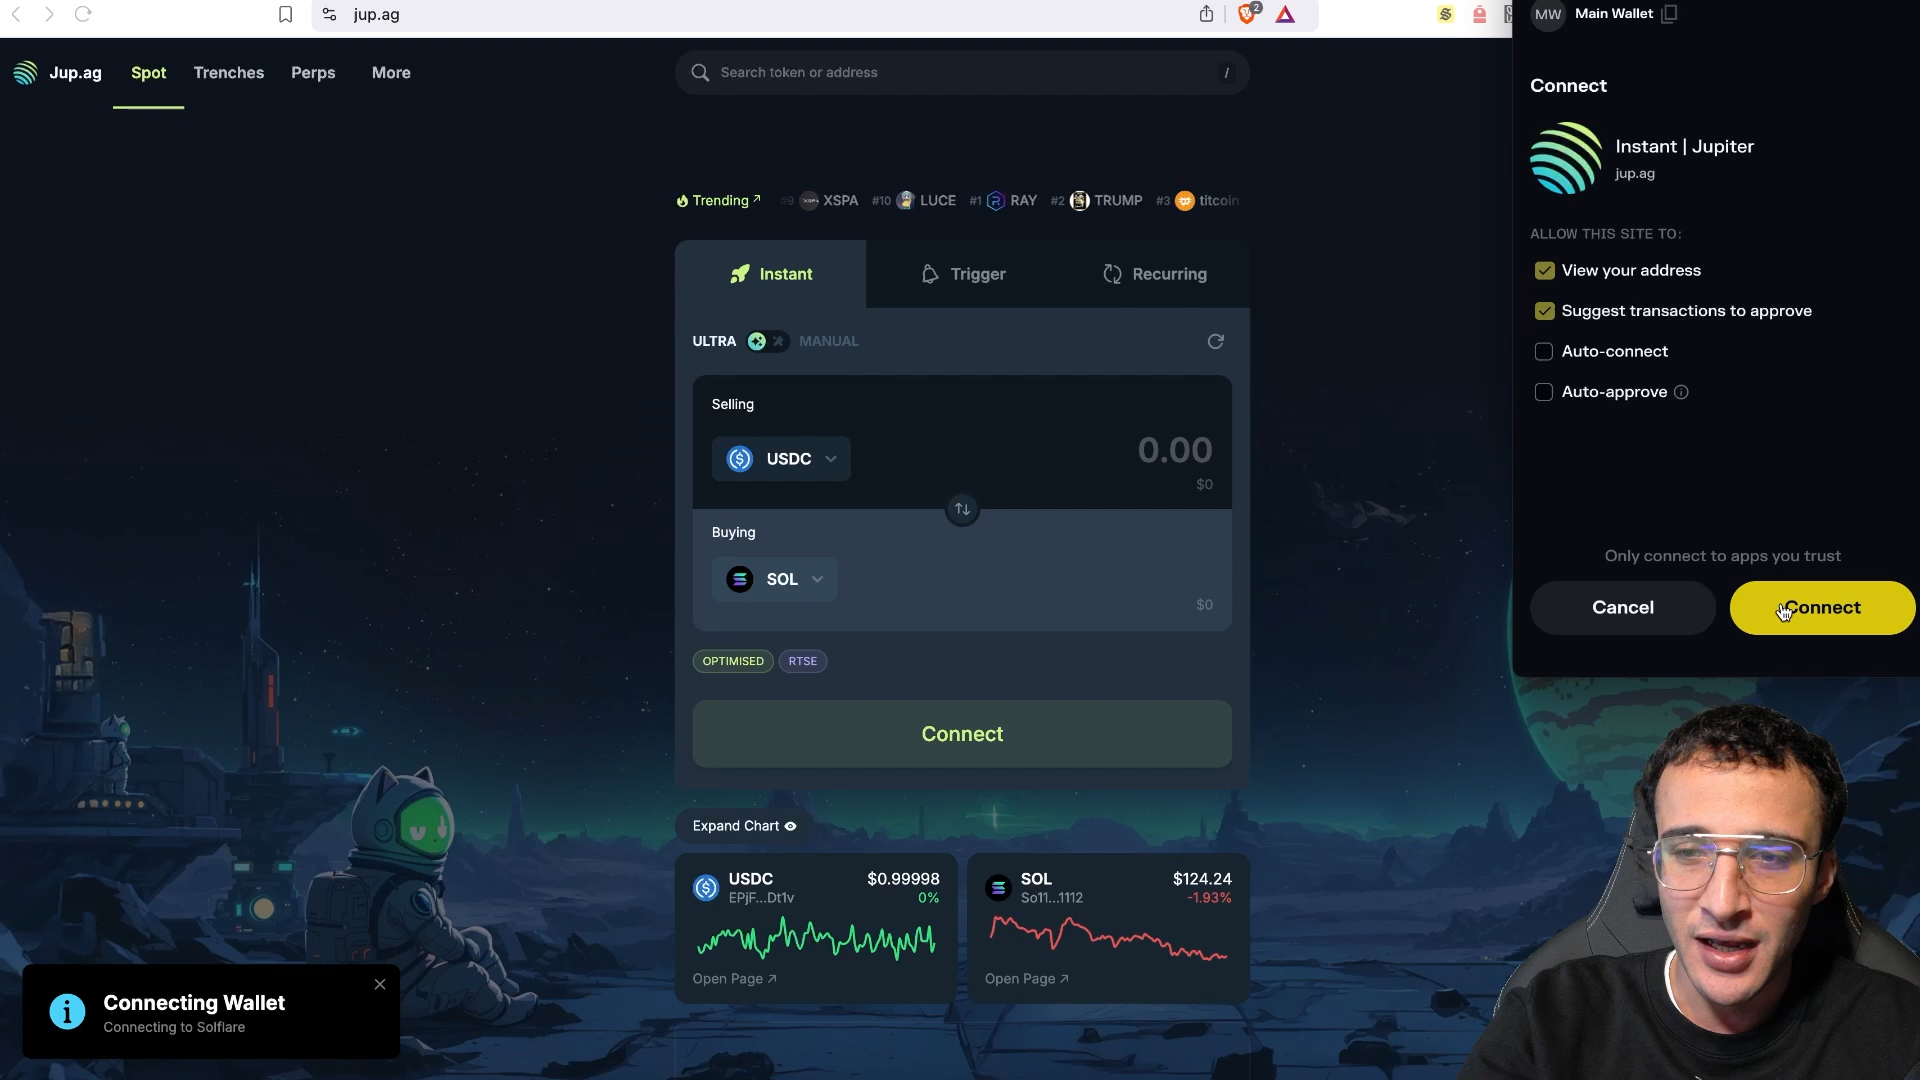 jup.ag
2
Jup.ag Spot Trenches Perps More
Search token or address /
Trending #9 XSPA #10 LUCE #1 RAY #2 TRUMP #3 titcoin
Instant Trigger Recurring
ULTRA MANUAL
Selling
USDC 0.00
$0
Buying
SOL
$0
OPTIMISED RTSE
Connect
Expand Chart
USDC $0.99998
EPjF...Dt1v 0%
Open Page
SOL $124.24
So11...1112 -1.93%
Open Page
Connecting Wallet
Connecting to Solflare
MW Main Wallet
Connect
Instant | Jupiter
jup.ag
ALLOW THIS SITE TO:
View your address
Suggest transactions to approve
Auto-connect
Auto-approve
Only connect to apps you trust
Cancel Connect